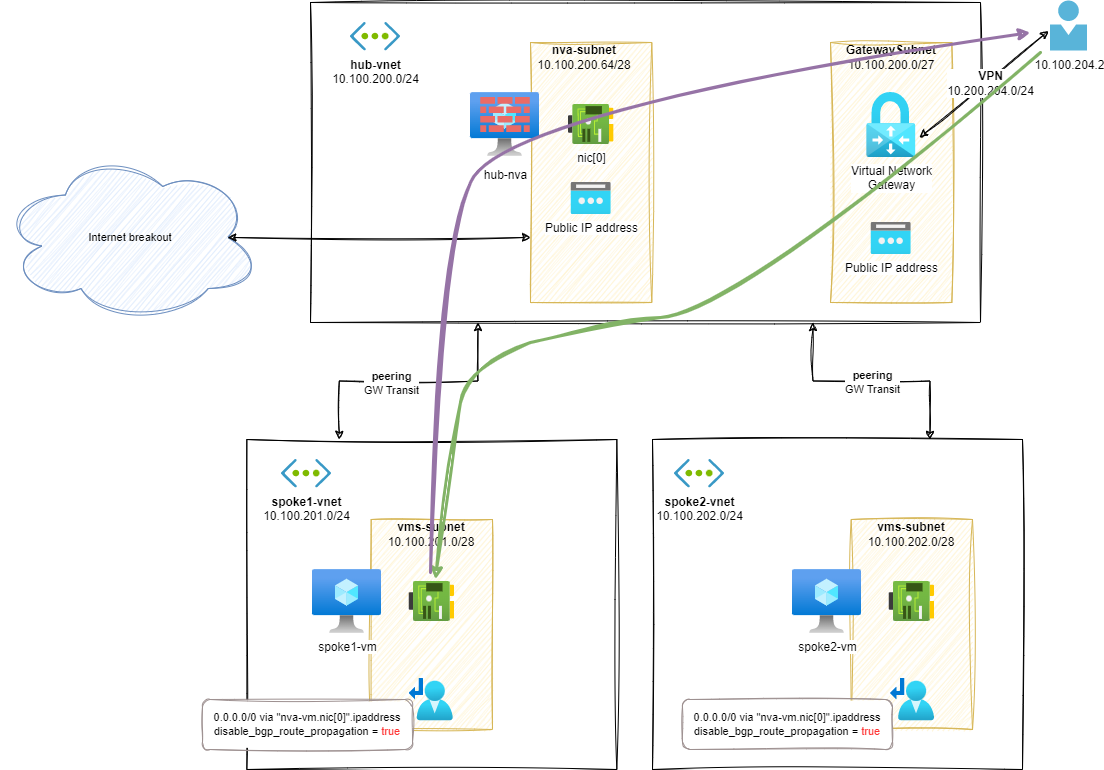 hub-vnet
10.100.200.0/24
nva-subnet
10.100.200.64/28
GatewaySubnet
10.100.200.0/27
10.100.204.2
VPN
10.200.204.0/24
hub-nva
nic[0]
Public IP address
Virtual Network
Gateway
Public IP address
Internet breakout
peering
GW Transit
peering
GW Transit
spoke1-vnet
10.100.201.0/24
vms-subnet
10.100.201.0/28
spoke1-vm
0.0.0.0/0 via "nva-vm.nic[0]".ipaddress
disable_bgp_route_propagation = true
spoke2-vnet
10.100.202.0/24
vms-subnet
10.100.202.0/28
spoke2-vm
0.0.0.0/0 via "nva-vm.nic[0]".ipaddress
disable_bgp_route_propagation = true